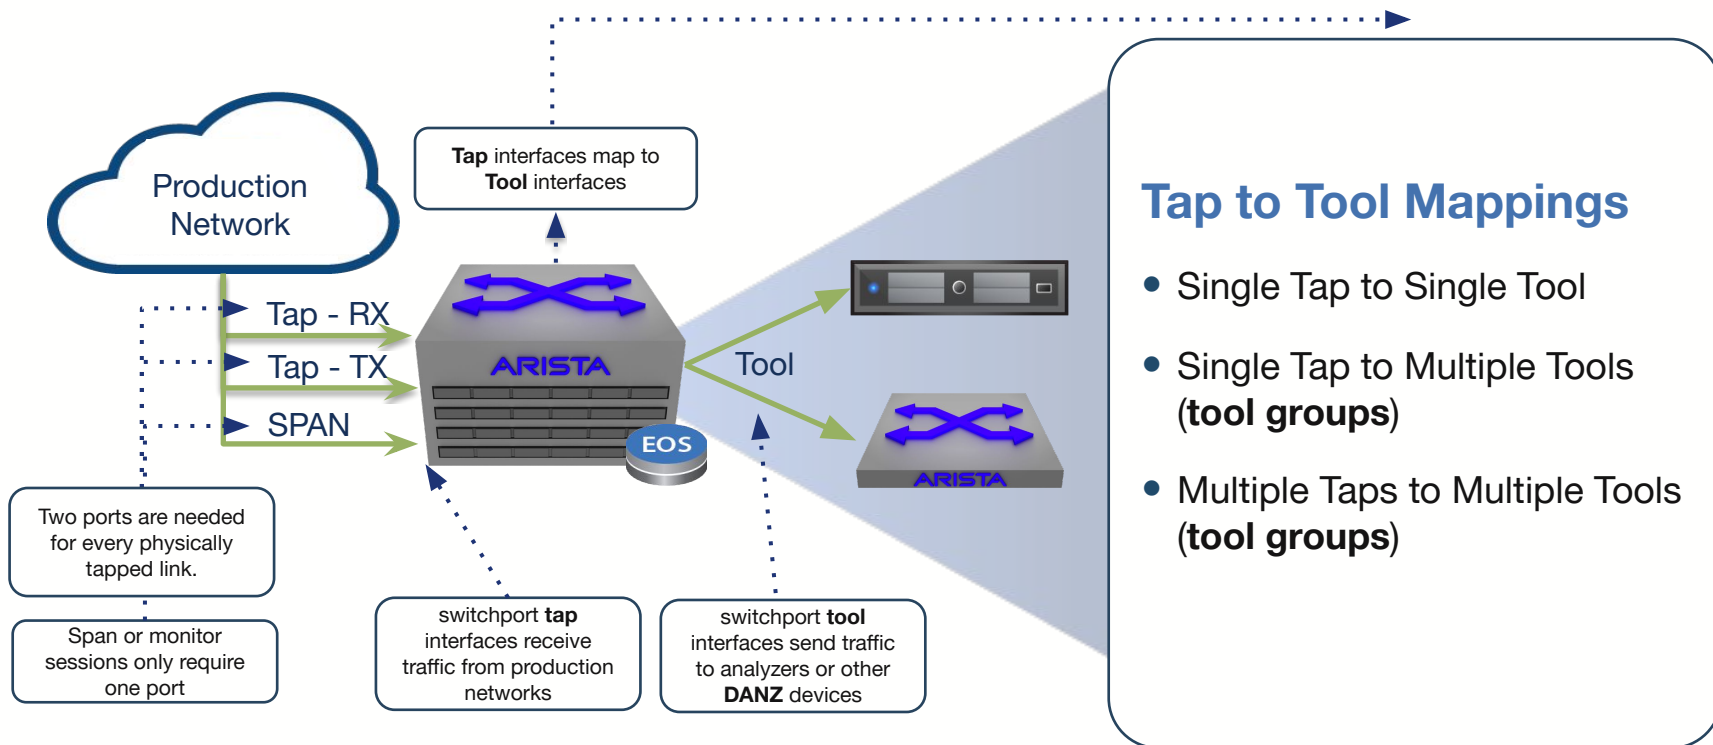 Tap interfaces map to
Tool interfaces
Production
Network
Tap - RX
Tap - TX
SPAN
ARISTA
EOS
Tool
ARISTA
Two ports are needed
for every physically
tapped link.
Span or monitor
sessions only require
one port
switchport tap
interfaces receive
traffic from production
networks
switchport tool
interfaces send traffic
to analyzers or other
DANZ devices
Tap to Tool Mappings
• Single Tap to Single Tool
• Single Tap to Multiple Tools
(tool groups)
• Multiple Taps to Multiple Tools
(tool groups)